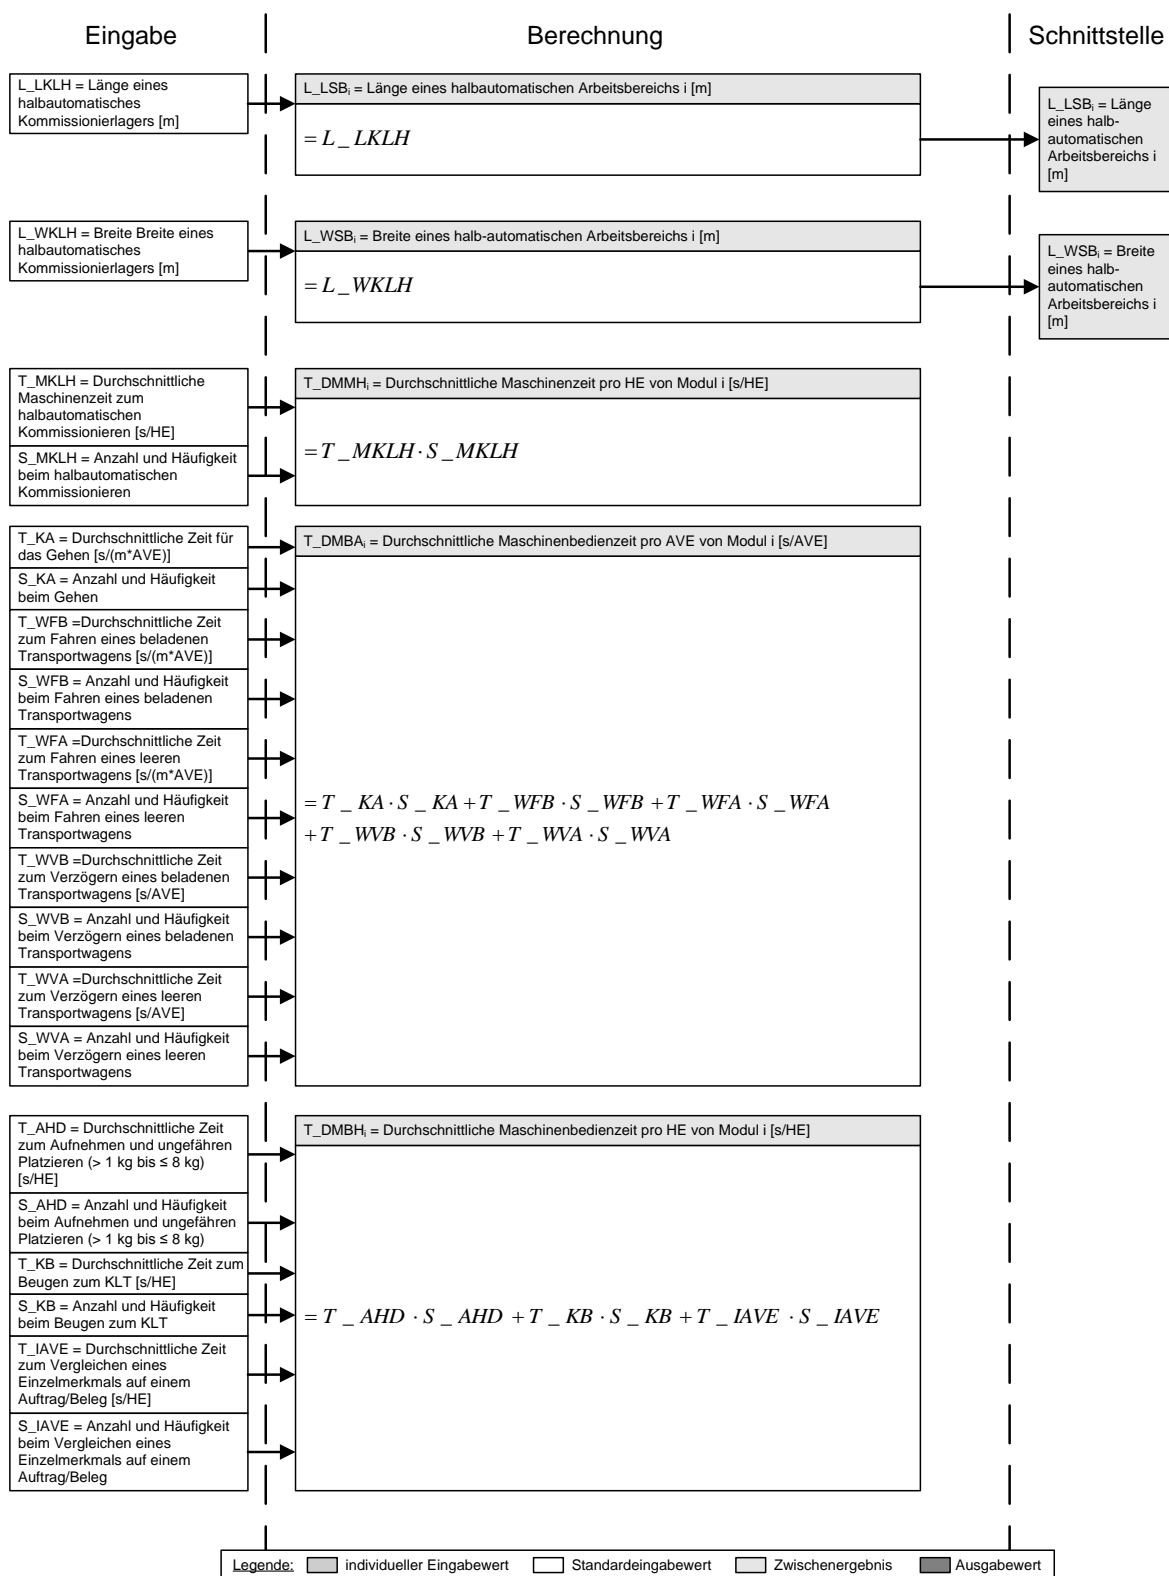 Eingabe
Berechnung
Schnittstelle
L_LKLH = Länge eines
halbautomatisches
Kommissionierlagers [m]
L_LSBi = Länge eines halbautomatischen Arbeitsbereichs i [m]
= L _ LKLH
L_LSBi = Länge
eines halb-
automatischen
Arbeitsbereichs i
[m]
L_WKLH = Breite Breite eines
halbautomatisches
Kommissionierlagers [m]
L_WSBi = Breite eines halb-automatischen Arbeitsbereichs i [m]
= L _ WKLH
L_WSBi = Breite
eines halb-
automatischen
Arbeitsbereichs i
[m]
T_MKLH = Durchschnittliche
Maschinenzeit zum
halbautomatischen
Kommissionieren [s/HE]
S_MKLH = Anzahl und Häufigkeit
beim halbautomatischen
Kommissionieren
T_DMMHi = Durchschnittliche Maschinenzeit pro HE von Modul i [s/HE]
= T _ MKLH · S _ MKLH
T_KA = Durchschnittliche Zeit für
das Gehen [s/(m*AVE)]
S_KA = Anzahl und Häufigkeit
beim Gehen
T_WFB =Durchschnittliche Zeit
zum Fahren eines beladenen
Transportwagens [s/(m*AVE)]
S_WFB = Anzahl und Häufigkeit
beim Fahren eines beladenen
Transportwagens
T_WFA =Durchschnittliche Zeit
zum Fahren eines leeren
Transportwagens [s/(m*AVE)]
S_WFA = Anzahl und Häufigkeit
beim Fahren eines leeren
Transportwagens
T_WVB=Durchschnittliche Zeit
zum Verzögern eines beladenen
Transportwagens [s/AVE]
S_WVB = Anzahl und Häufigkeit
beim Verzögern eines beladenen
Transportwagens
T_WVA =Durchschnittliche Zeit
zum Verzögern eines leeren
Transportwagens [s/AVE]
S_WVA = Anzahl und Häufigkeit
beim Verzögern eines leeren
Transportwagens
T_DMBAi = Durchschnittliche Maschinenbedienzeit pro AVE von Modul i [s/AVE]
= T _ KA · S _ KA + T _ WFB · S _ WFB + T _ WFA · S _ WFA
+ T _ WVB · S _ WVB + T _ WVA · S _ WVA
T_AHD = Durchschnittliche Zeit
zum Aufnehmen und ungefähren
Platzieren (> 1 kg bis ≤ 8 kg)
[s/HE]
S_AHD = Anzahl und Häufigkeit
beim Aufnehmen und ungefähren
Platzieren (> 1 kg bis ≤ 8 kg)
T_KB = Durchschnittliche Zeit zum
Beugen zum KLT [s/HE]
S_KB = Anzahl und Häufigkeit
beim Beugen zum KLT
T_IAVE = Durchschnittliche Zeit
zum Vergleichen eines
Einzelmerkmals auf einem
Auftrag/Beleg [s/HE]
S_IAVE = Anzahl und Häufigkeit
beim Vergleichen eines
Einzelmerkmals auf einem
Auftrag/Beleg
T_DMBHi = Durchschnittliche Maschinenbedienzeit pro HE von Modul i [s/HE]
= T _ AHD · S _ AHD + T _ KB · S _ KB + T _ IAVE · S _ IAVE
Legende: individueller Eingabewert Standardeingabewert Zwischenergebnis Ausgabewert